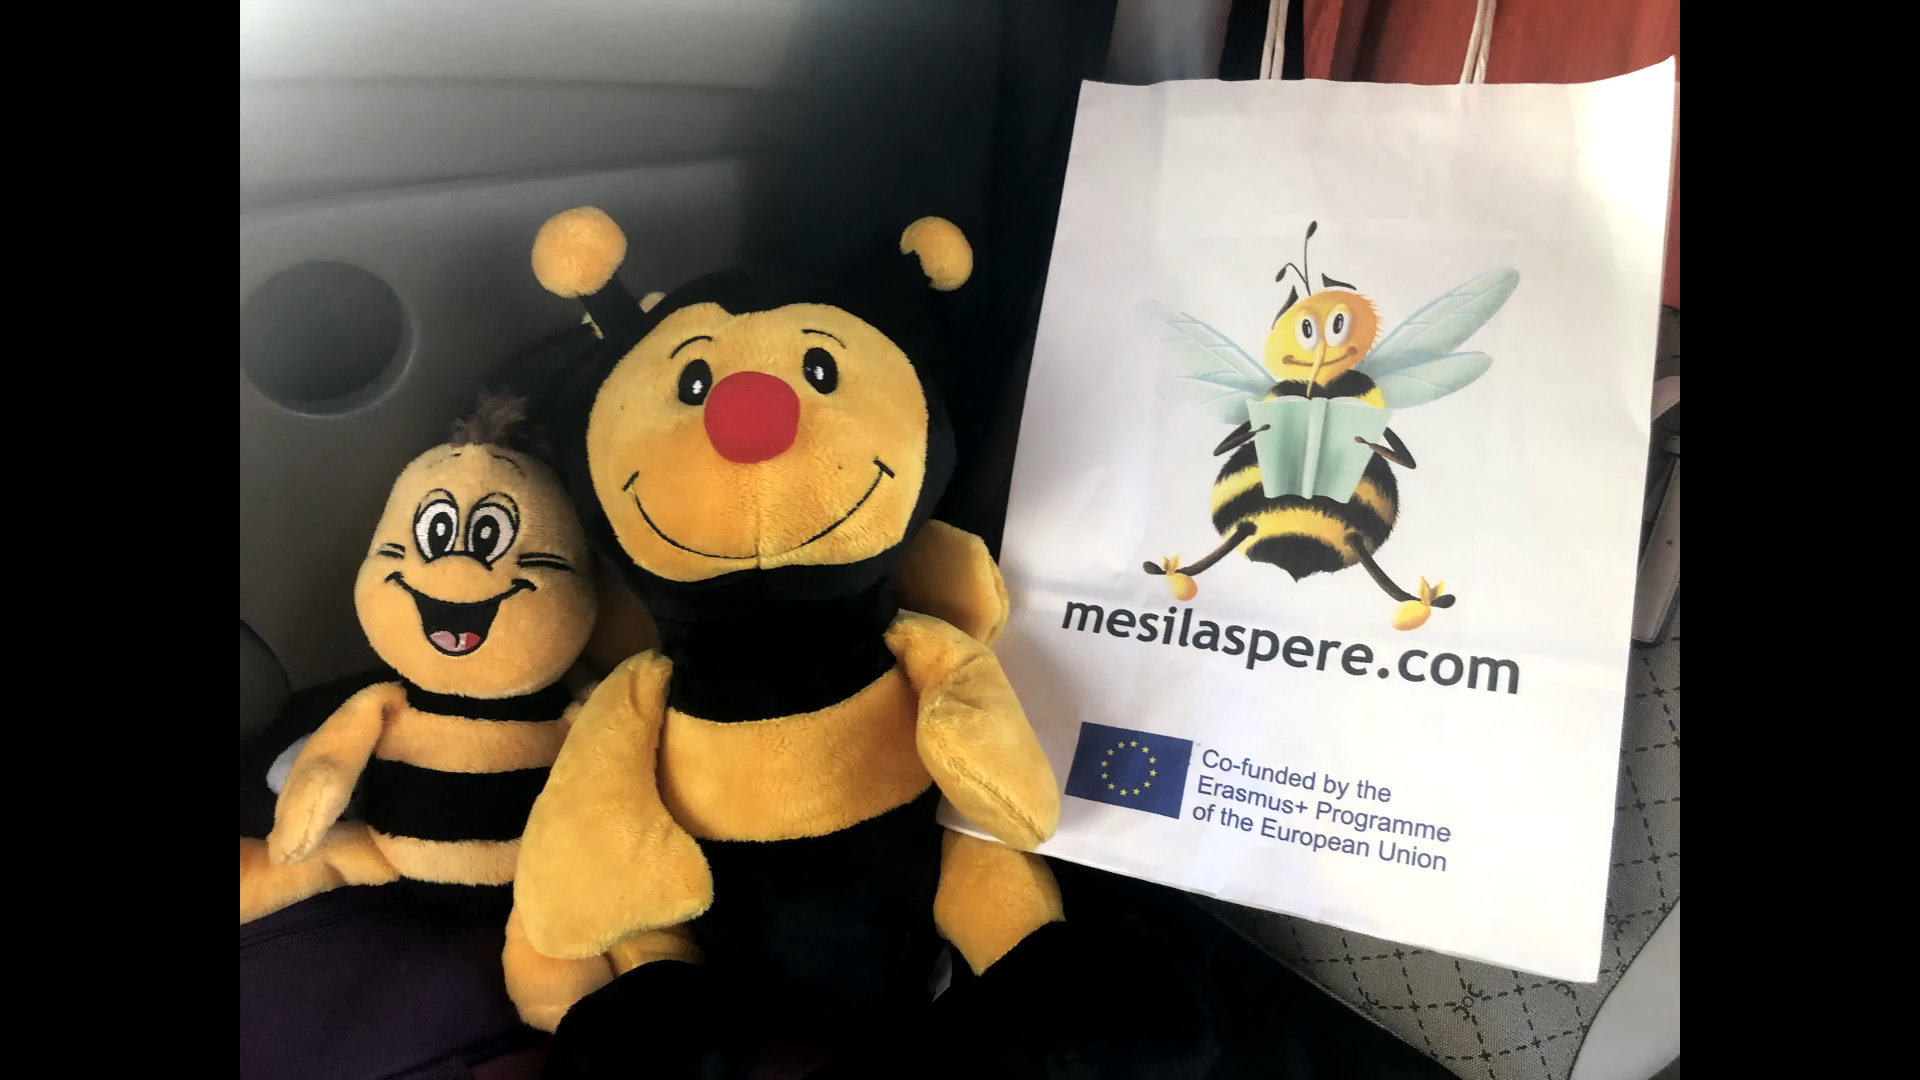 mesilaspere.com
Co-funded by the
Erasmus+ Programme
of the European Union